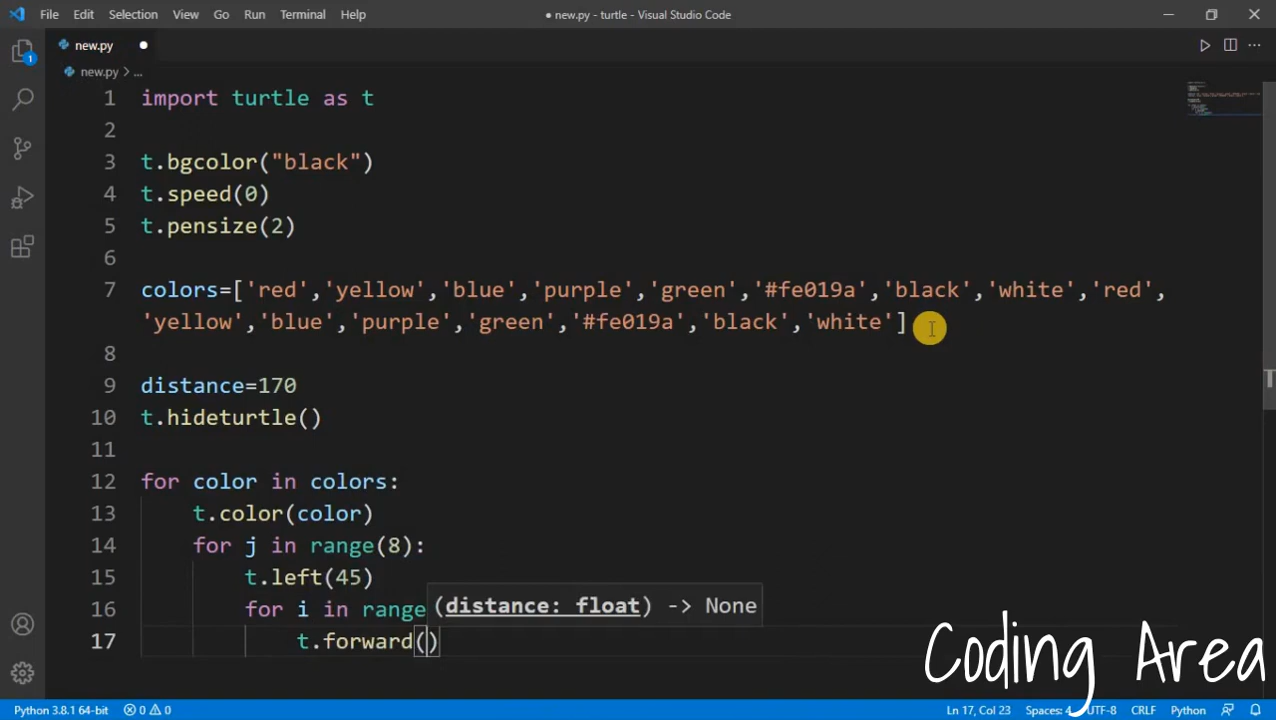 File Edit Selection View Go Run Terminal Help ● new.py - turtle - Visual Studio Code
new.py ●
new.py > ...
1 import turtle as t
2
3 t.bgcolor("black")
4 t.speed(0)
5 t.pensize(2)
6
7 colors=['red','yellow','blue','purple','green','#fe019a','black','white','red',
'yellow','blue','purple','green','#fe019a','black','white']
8
9 distance=170
10 t.hideturtle()
11
12 for color in colors:
13 t.color(color)
14 for j in range(8):
15 t.left(45)
16 for i in range
(distance: float) -> None
17 t.forward()
1
T
Coding Area
Python 3.8.1 64-bit 0 0 Ln 17, Col 23 Spaces: 4 UTF-8 CRLF Python